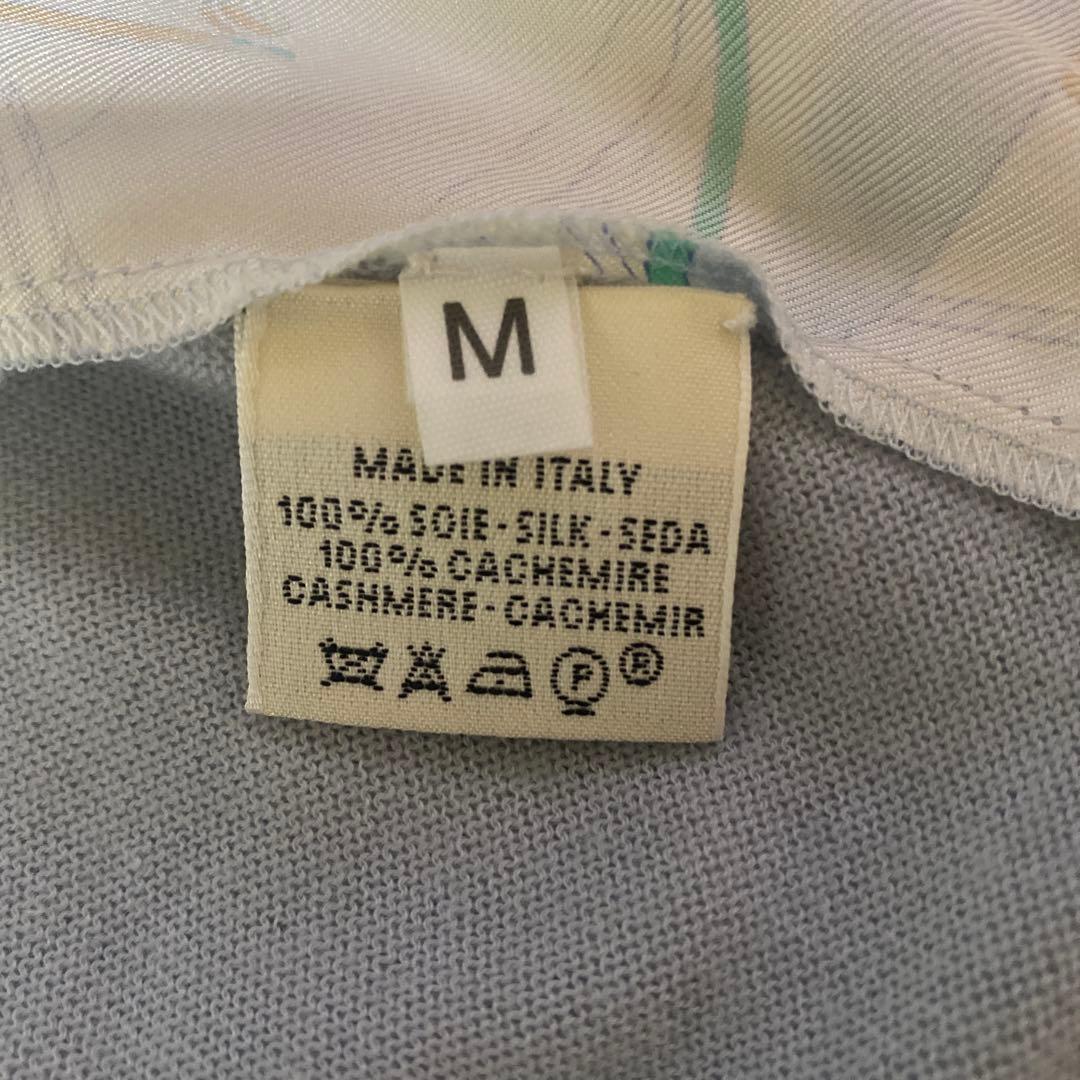 M
MADE IN ITALY
100% SOIE - SILK - SEDA
100% CACHEMIRE
CASHMERE - CACHEMIR
P ®